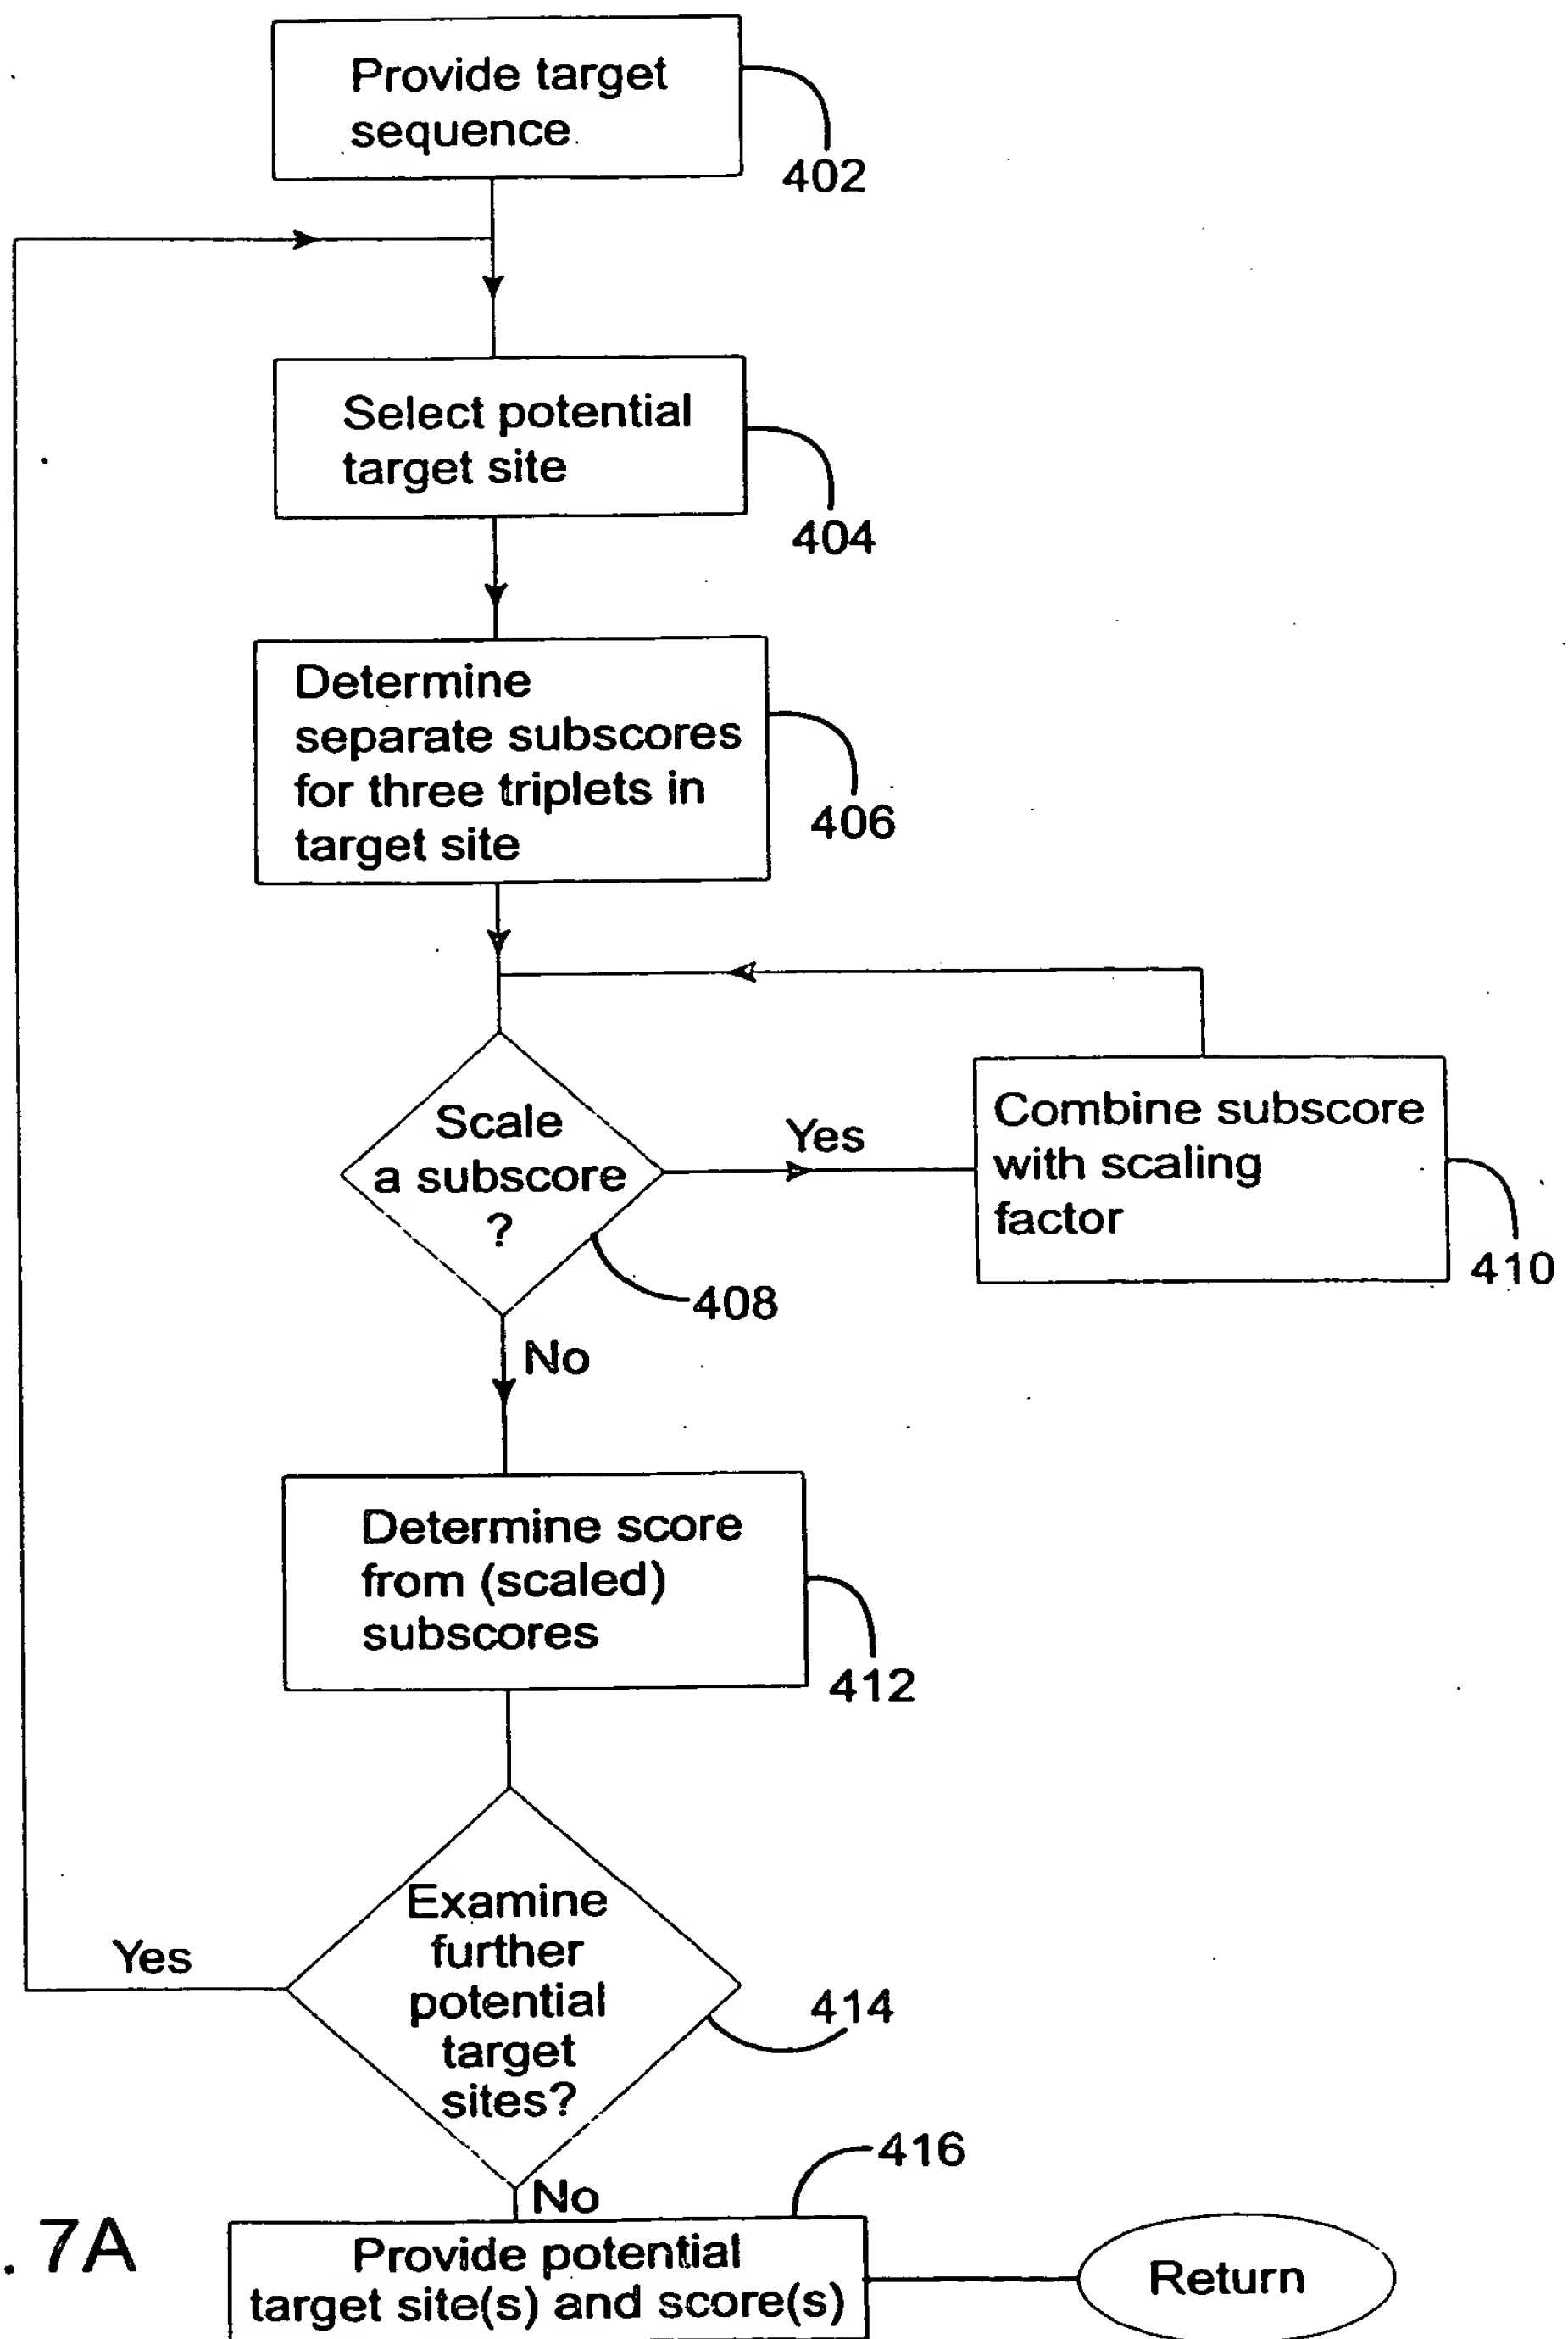 Provide target
sequence
402
Select potential
target site
404
Determine
separate subscores
for three triplets in
target site
406
Scale
a subscore
?
408
Yes
Combine subscore
with scaling
factor
410
No
Determine score
from (scaled)
subscores
412
Examine
further
potential
target
sites?
414
Yes
No
416
Provide potential
target site(s) and score(s)
Return
. 7A